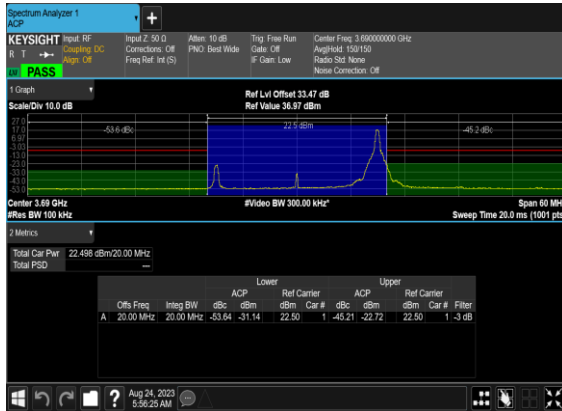 Spectrum Analyzer 1
ACP
KEYSIGHT Input: RF Input Z: 50 Ω Atten: 10 dB Trig: Free Run Center Freq: 3.690000000 GHz
R T Coupling: DC Corrections: Off PNO: Best Wide Gate: Off Avg|Hold: 150/150
Align: Off Freq Ref: Int (S) IF Gain: Low Radio Std: None
PASS Noise Correction: Off
1 Graph
Scale/Div 10.0 dB Ref Lvl Offset 33.47 dB
Ref Value 36.97 dBm
27.0
17.0 -53.6 dBc 22.5 dBm -45.2 dBc
6.97
-3.03
-13.0
-23.0
-33.0
-43.0
-53.0
Center 3.69 GHz #Video BW 300.00 kHz* Span 60 MH
#Res BW 100 kHz Sweep Time 20.0 ms (1001 pts
2 Metrics
Total Car Pwr 22.498 dBm/20.00 MHz
Total PSD ---
Lower Upper
ACP Ref Carrier ACP Ref Carrier
Offs Freq Integ BW dBc dBm dBm Car # dBc dBm dBm Car # Filter
A 20.00 MHz 20.00 MHz -53.64 -31.14 22.50 1 -45.21 -22.72 22.50 1 -3 dB
Aug 24, 2023
5:56:25 AM